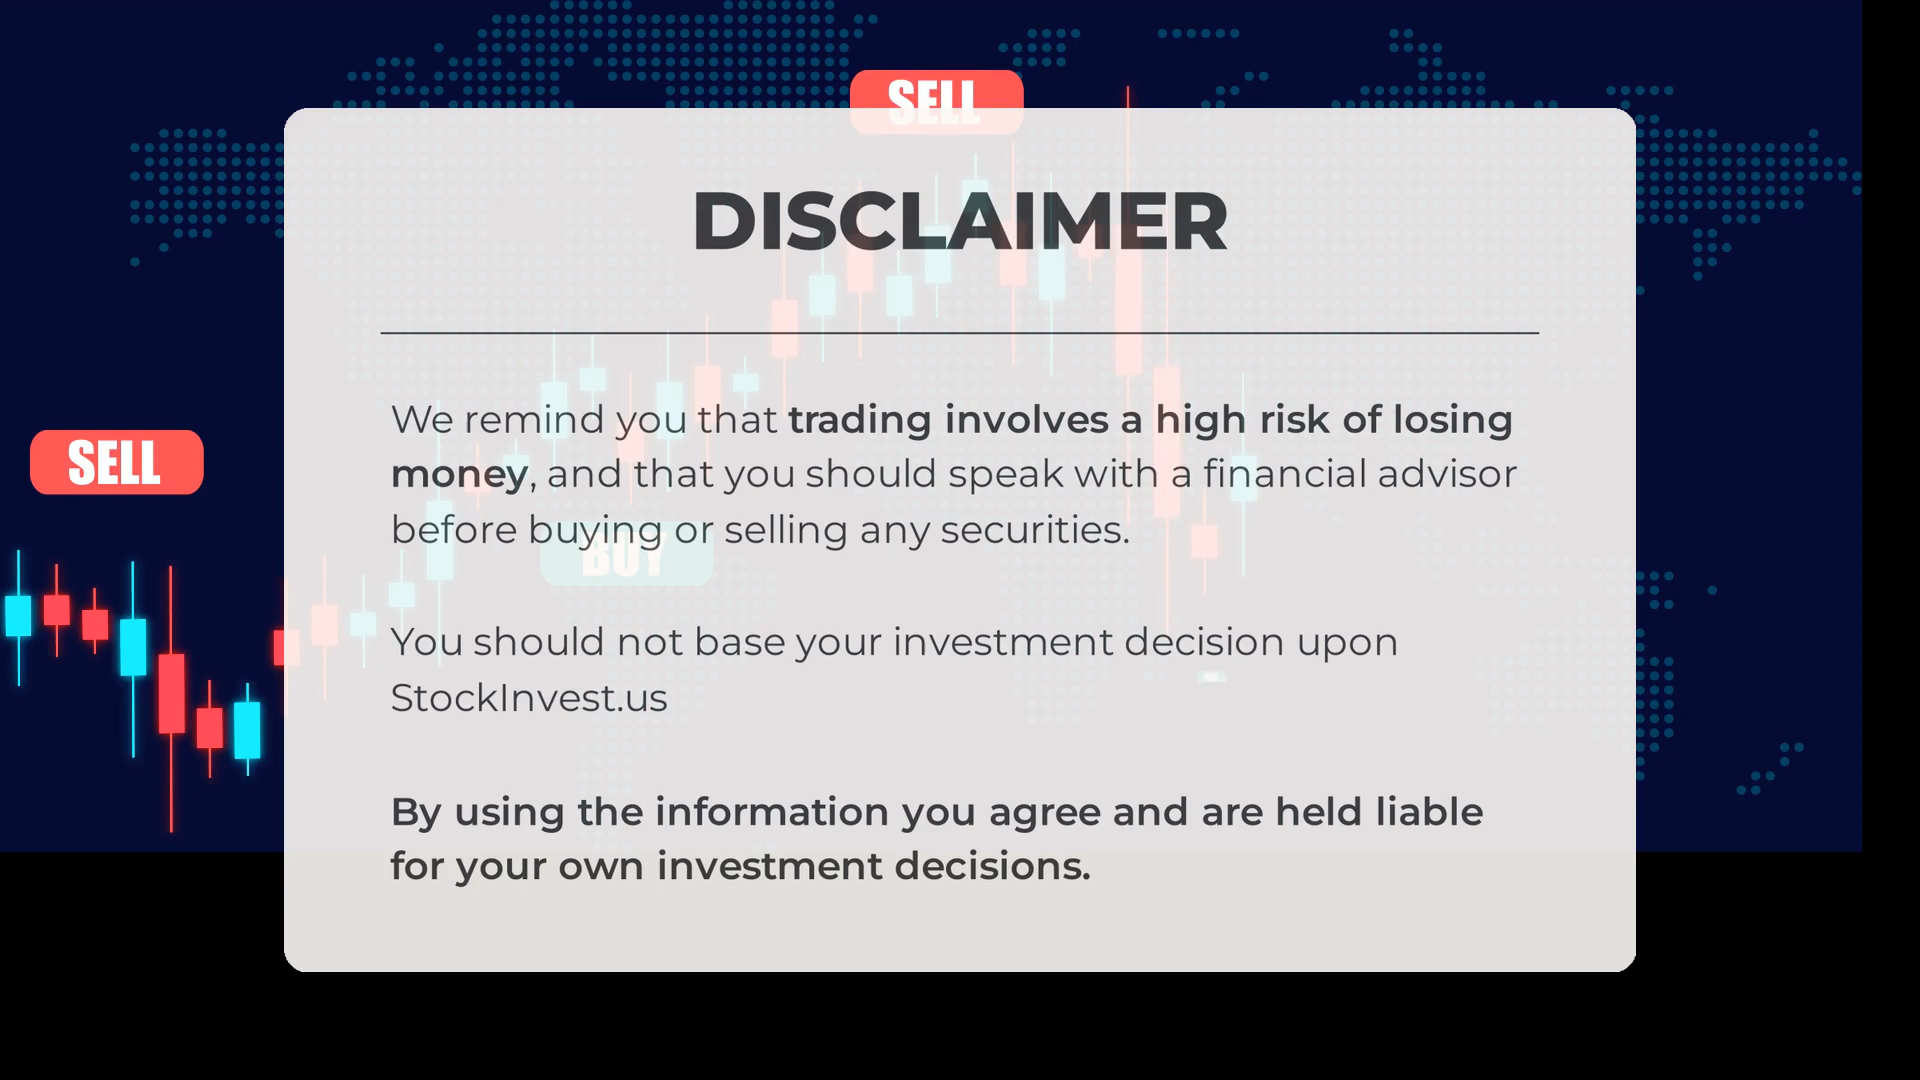 SELL
DISCLAIMER
We remind you that trading involves a high risk of losing
money, and that you should speak with a financial advisor
before buying or selling any securities.
SELL
BUY
You should not base your investment decision upon
StockInvest.us
By using the information you agree and are held liable
for your own investment decisions.